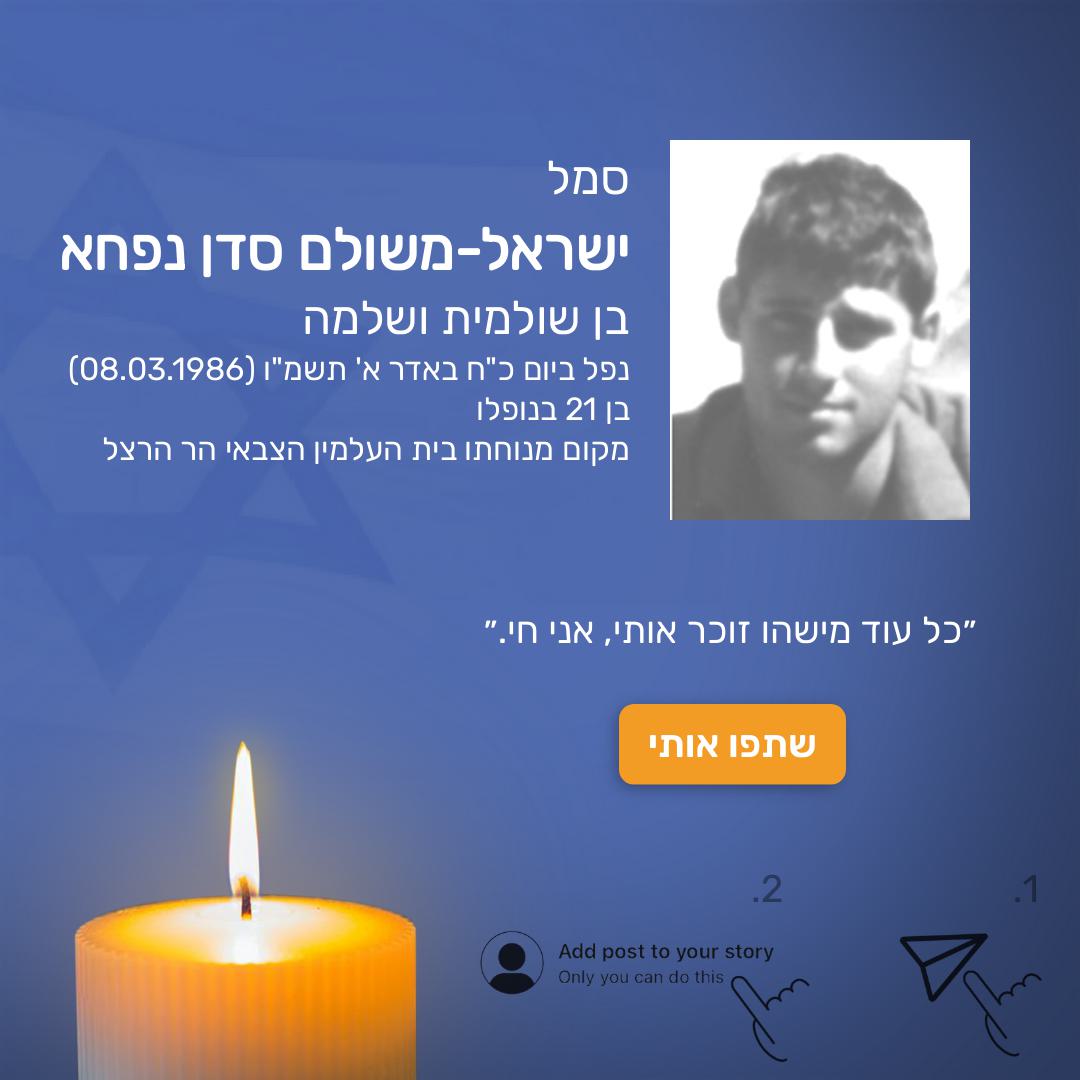 סמל
ישראל-משולם סדן נפחא
בן שולמית ושלמה
נפל ביום כ"ח באדר א' תשמ"ו (08.03.1986)
בן 21 בנופלו
מקום מנוחתו בית העלמין הצבאי הר הרצל
״כל עוד מישהו זוכר אותי, אני חי.״
שתפו אותי
1.
2.
Add post to your story
Only you can do this